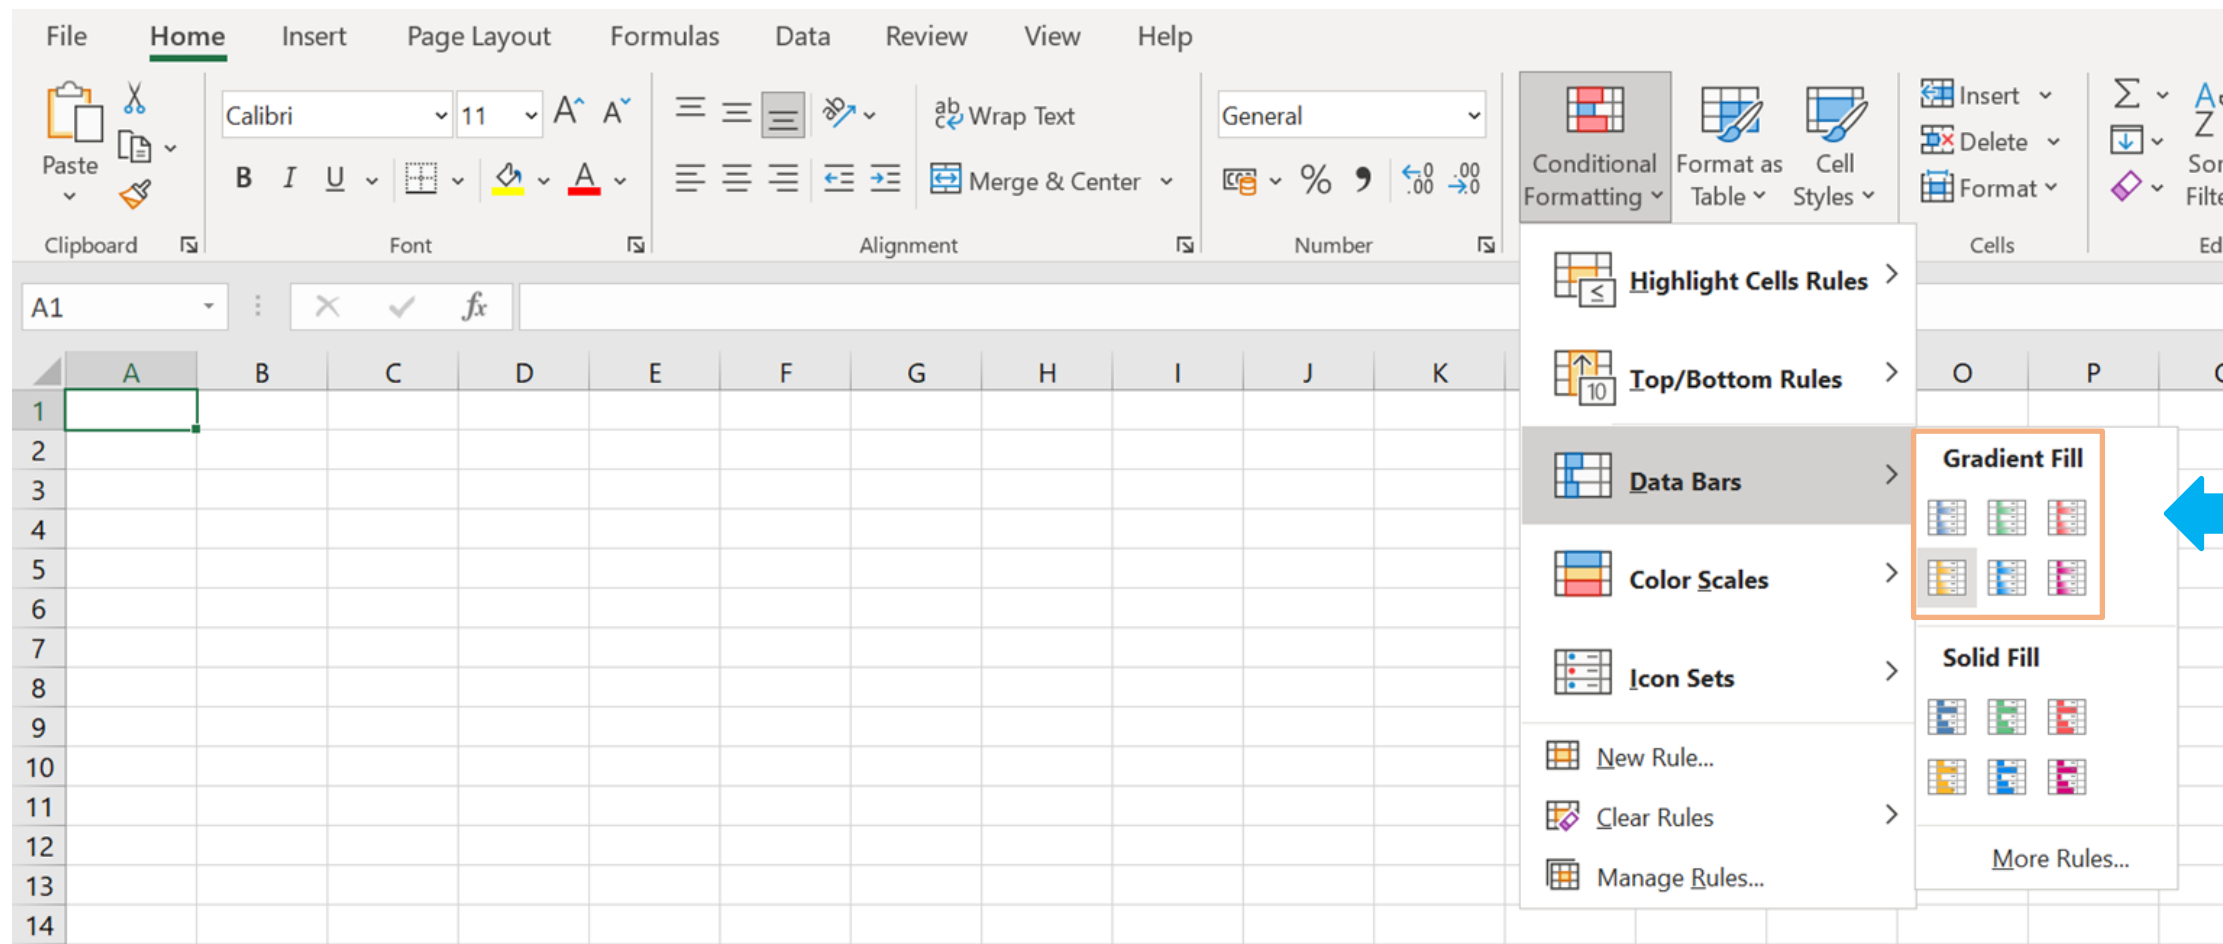 File Home Insert Page Layout Formulas Data Review View Help
Calibri 11 A A ab Wrap Text General Insert Σ A
Z
Paste B I U A Merge & Center % , Conditional Formatting Format as Table Cell Styles Delete
Format
Clipboard Font Alignment Number Cells
A1 fx
A B C D E F G H I J K O P
1
2
3
4
5
6
7
8
9
10
11
12
13
14
Highlight Cells Rules
Top/Bottom Rules
10
Data Bars
Color Scales
Icon Sets
New Rule...
Clear Rules
Manage Rules...
Gradient Fill
Solid Fill
More Rules...